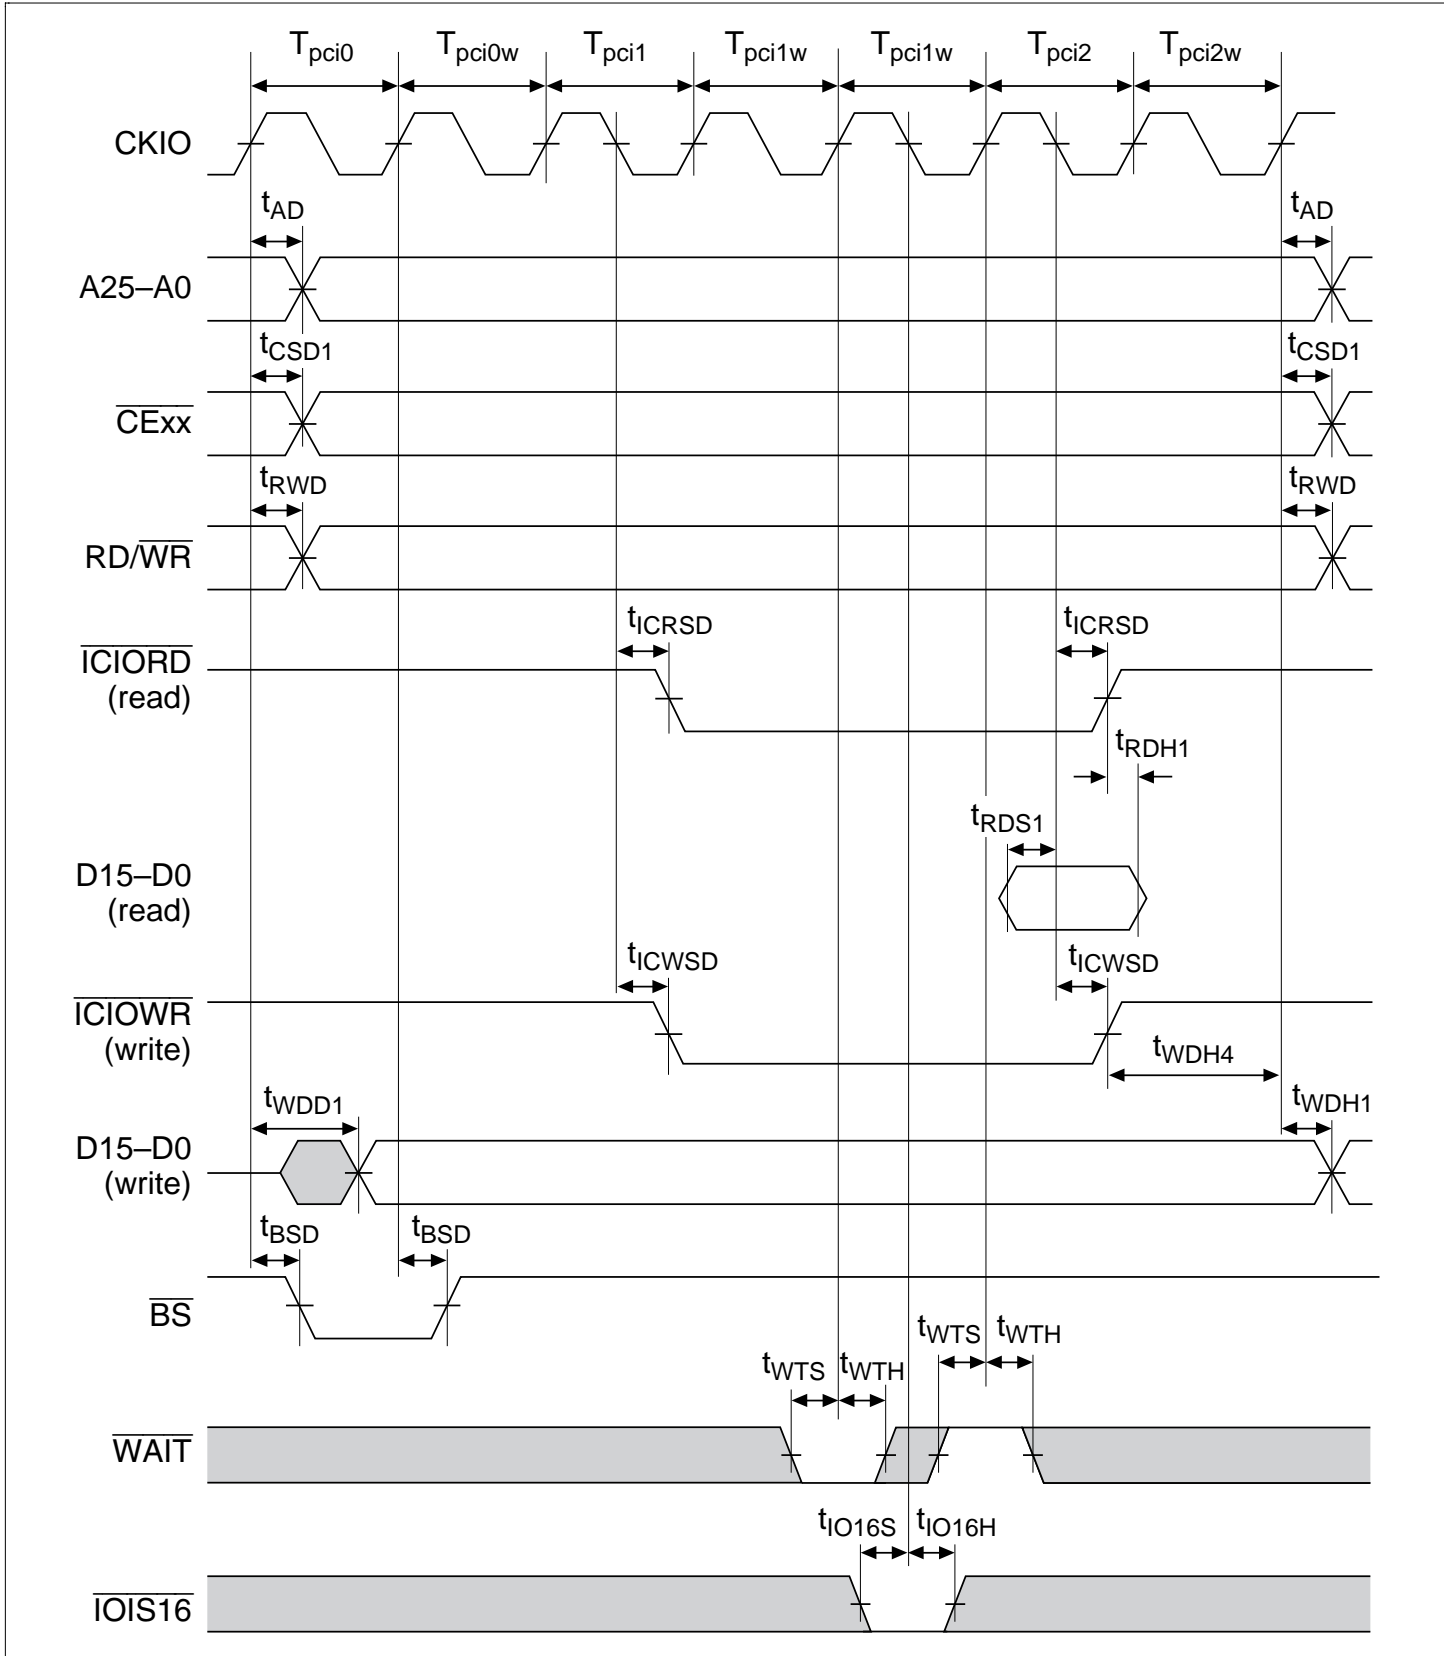 Tpci0 Tpci0w Tpci1 Tpci1w Tpci1w Tpci2 Tpci2w
CKIO
tAD tAD
A25–A0
tCSD1 tCSD1
CExx
tRWD tRWD
RD/WR
tICRSD tICRSD
ICIORD
(read)
tRDH1
tRDS1
D15–D0
(read)
tICWSD tICWSD
ICIOWR
(write)
tWDH4
tWDD1 tWDH1
D15–D0
(write)
tBSD tBSD
BS
tWTS tWTH
tWTS tWTH
WAIT
tIO16S tIO16H
IOIS16